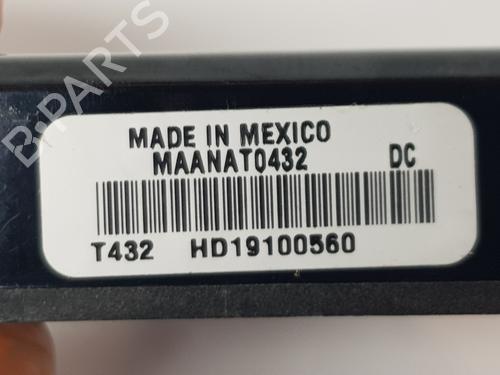 MADE IN MEXICO
MAANAT0432 DC
T432 HD19100560
B-PARTS